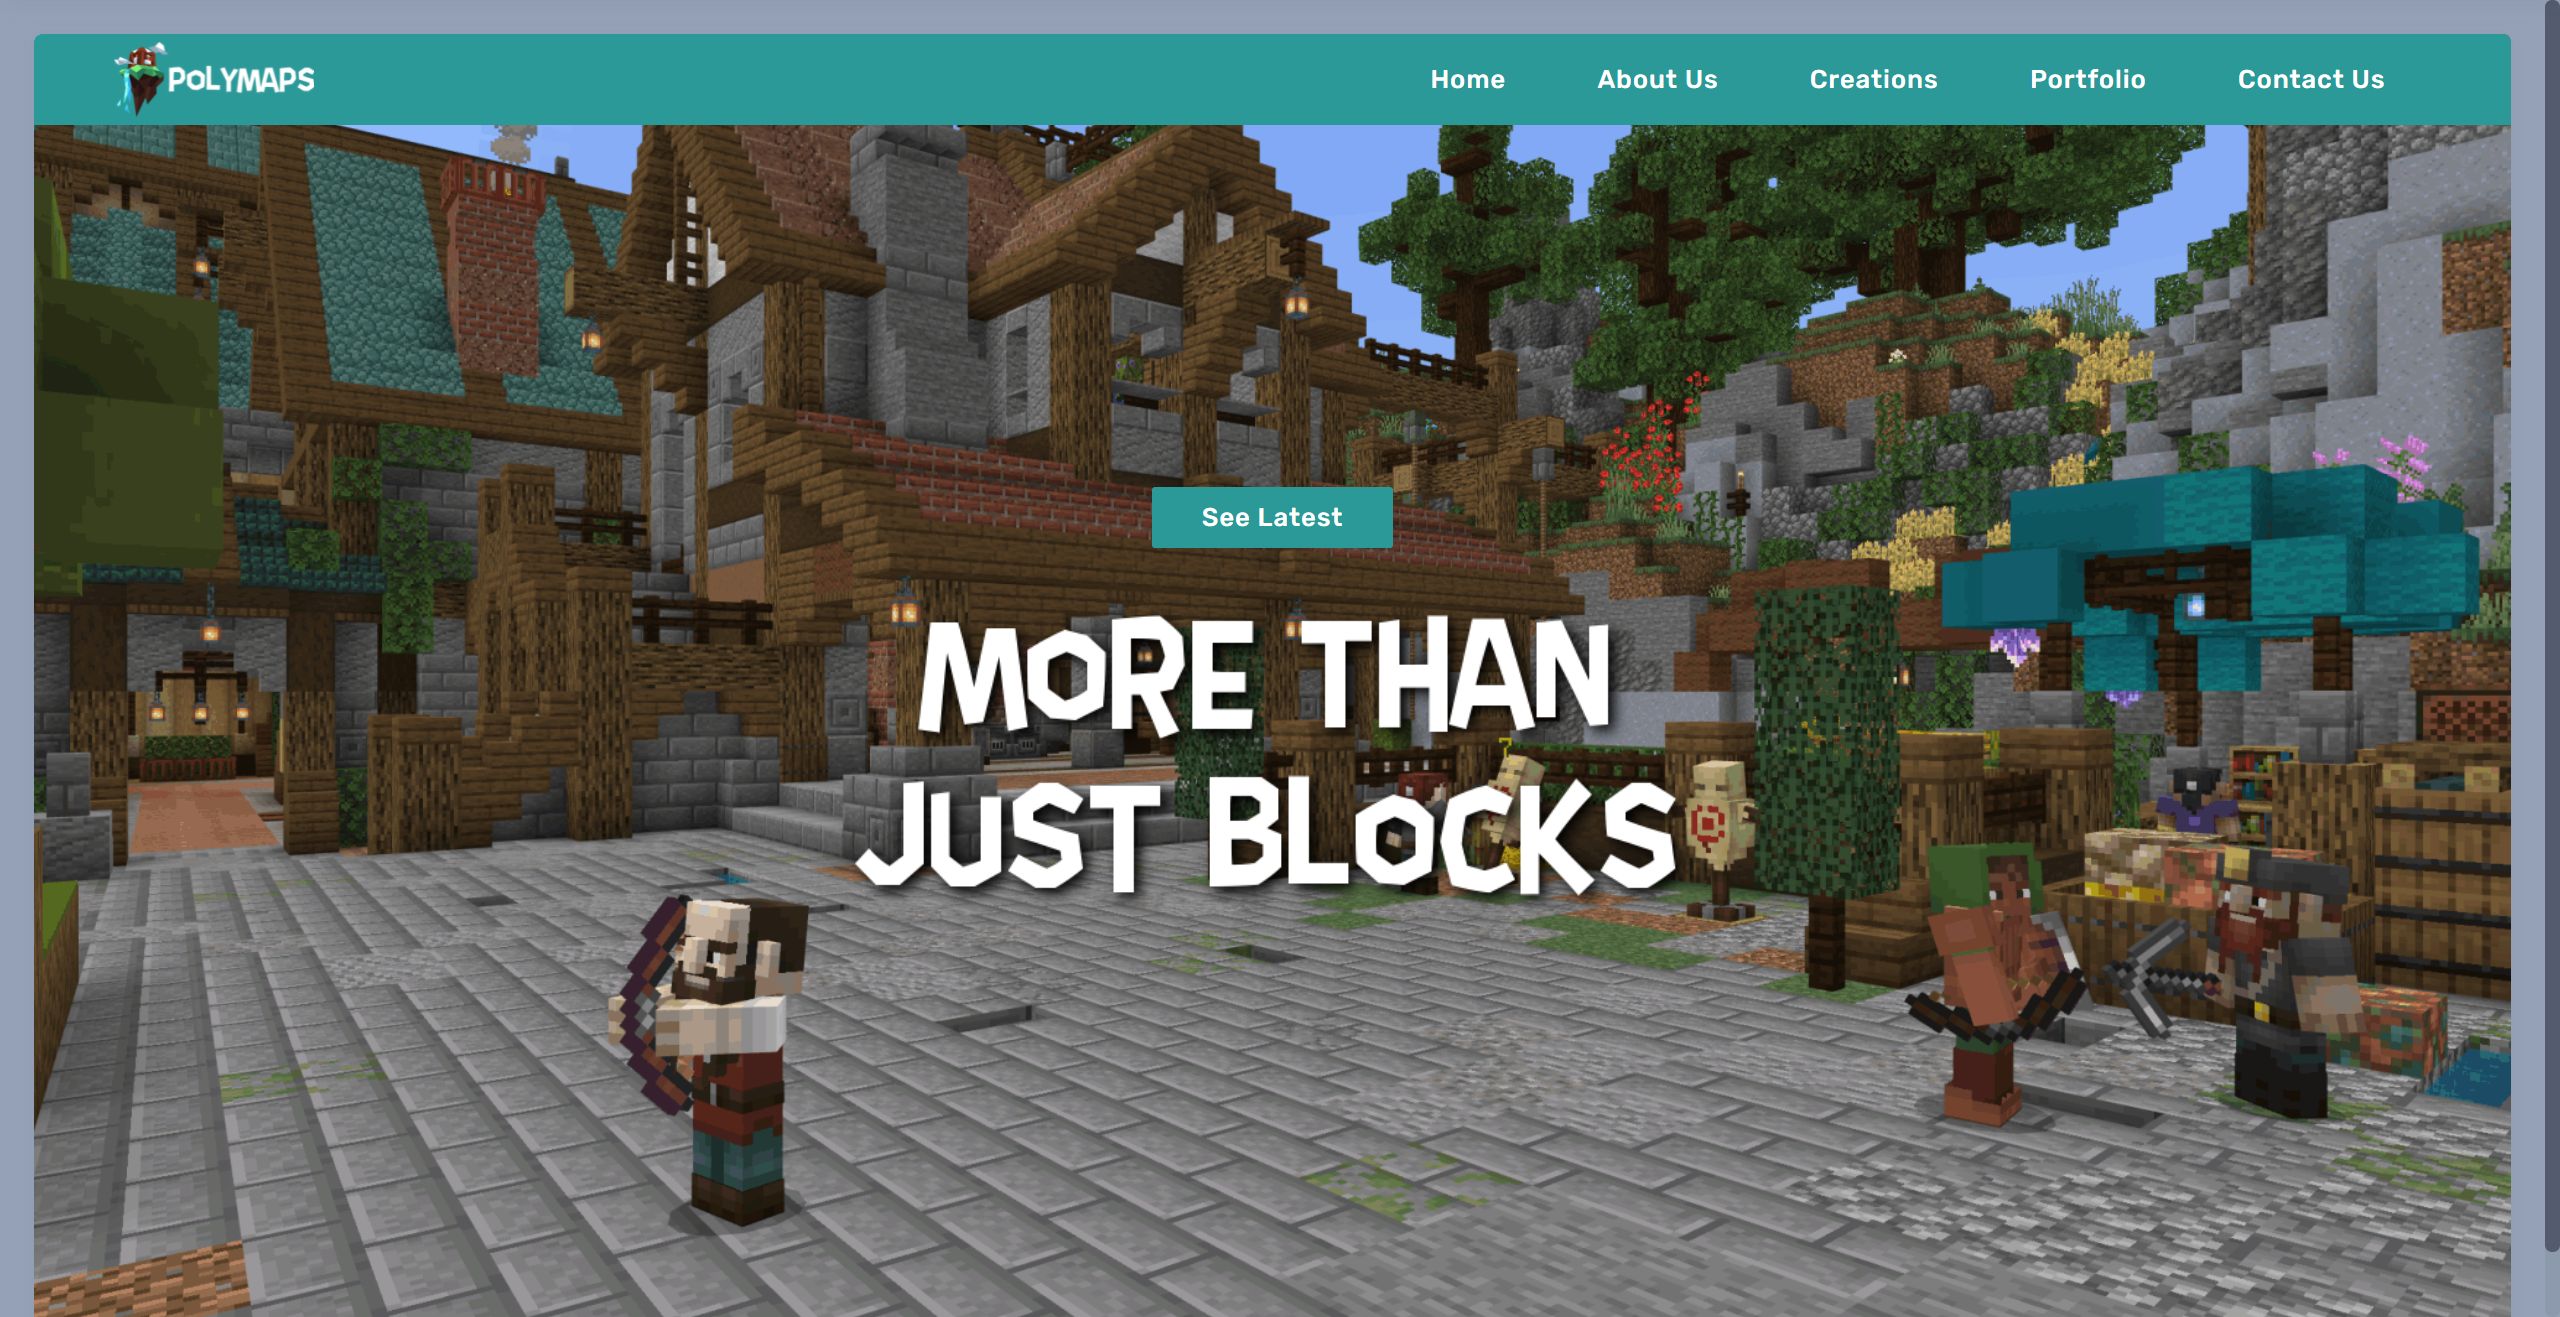 POLYMAPS
Home
About Us
Creations
Portfolio
Contact Us
See Latest
MORE THAN
JUST BLOCKS